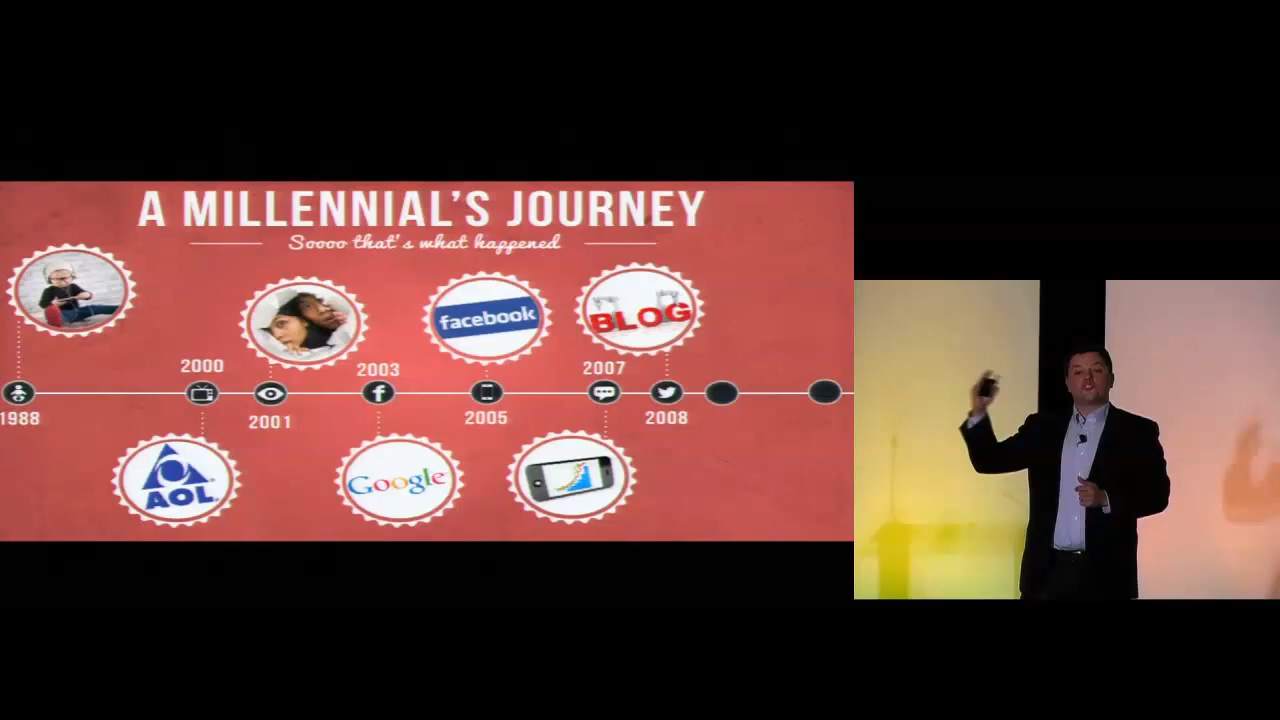 A MILLENNIAL'S JOURNEY
Soooo that's what happened
facebook
BLOG
2000
2003
2007
1988
2001
2005
2008
AOL
Google